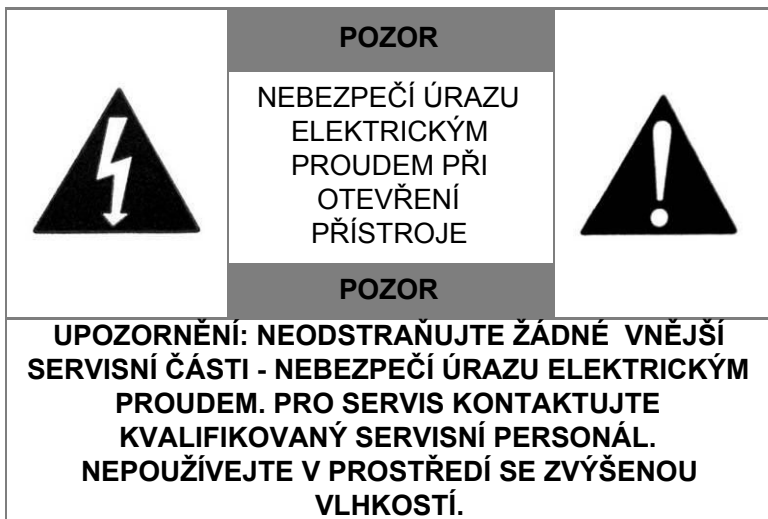 POZOR
NEBEZPEČÍ ÚRAZU
ELEKTRICKÝM
PROUDEM PŘI
OTEVŘENÍ
PŘÍSTROJE
POZOR
UPOZORNĚNÍ: NEODSTRAŇUJTE ŽÁDNÉ VNĚJŠÍ
SERVISNÍ ČÁSTI - NEBEZPEČÍ ÚRAZU ELEKTRICKÝM
PROUDEM. PRO SERVIS KONTAKTUJTE
KVALIFIKOVANÝ SERVISNÍ PERSONÁL.
NEPOUŽÍVEJTE V PROSTŘEDÍ SE ZVÝŠENOU
VLHKOSTÍ.